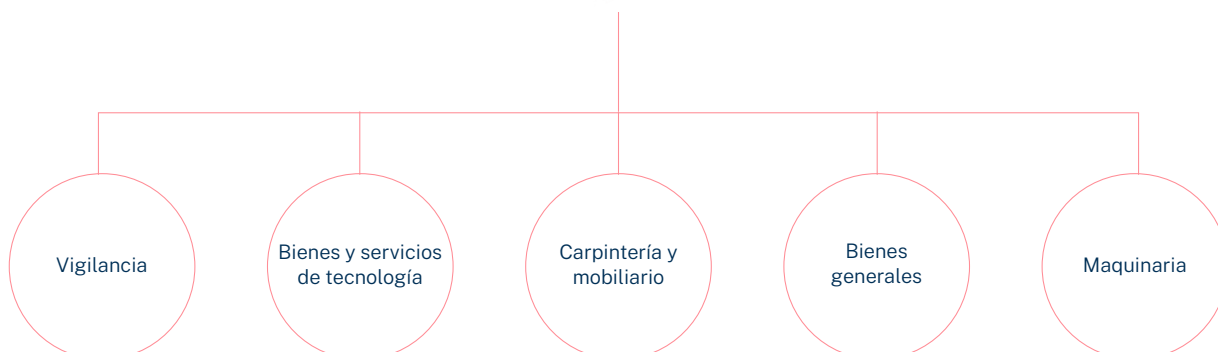 Vigilancia
Bienes y servicios
de tecnología
Carpintería y
mobiliario
Bienes
generales
Maquinaria